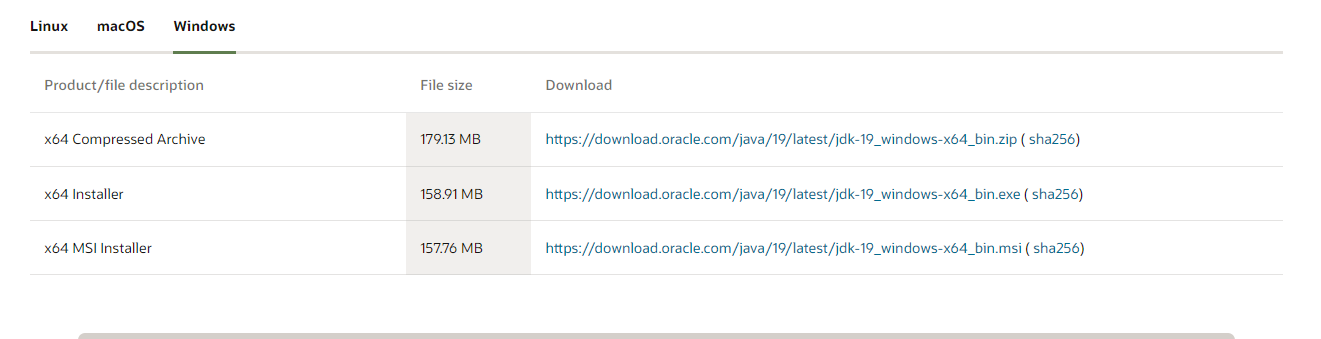 Linux macOS Windows
Product/file description File size Download
x64 Compressed Archive 179.13 MB https://download.oracle.com/java/19/latest/jdk-19_windows-x64_bin.zip ( sha256)
x64 Installer 158.91 MB https://download.oracle.com/java/19/latest/jdk-19_windows-x64_bin.exe ( sha256)
x64 MSI Installer 157.76 MB https://download.oracle.com/java/19/latest/jdk-19_windows-x64_bin.msi ( sha256)